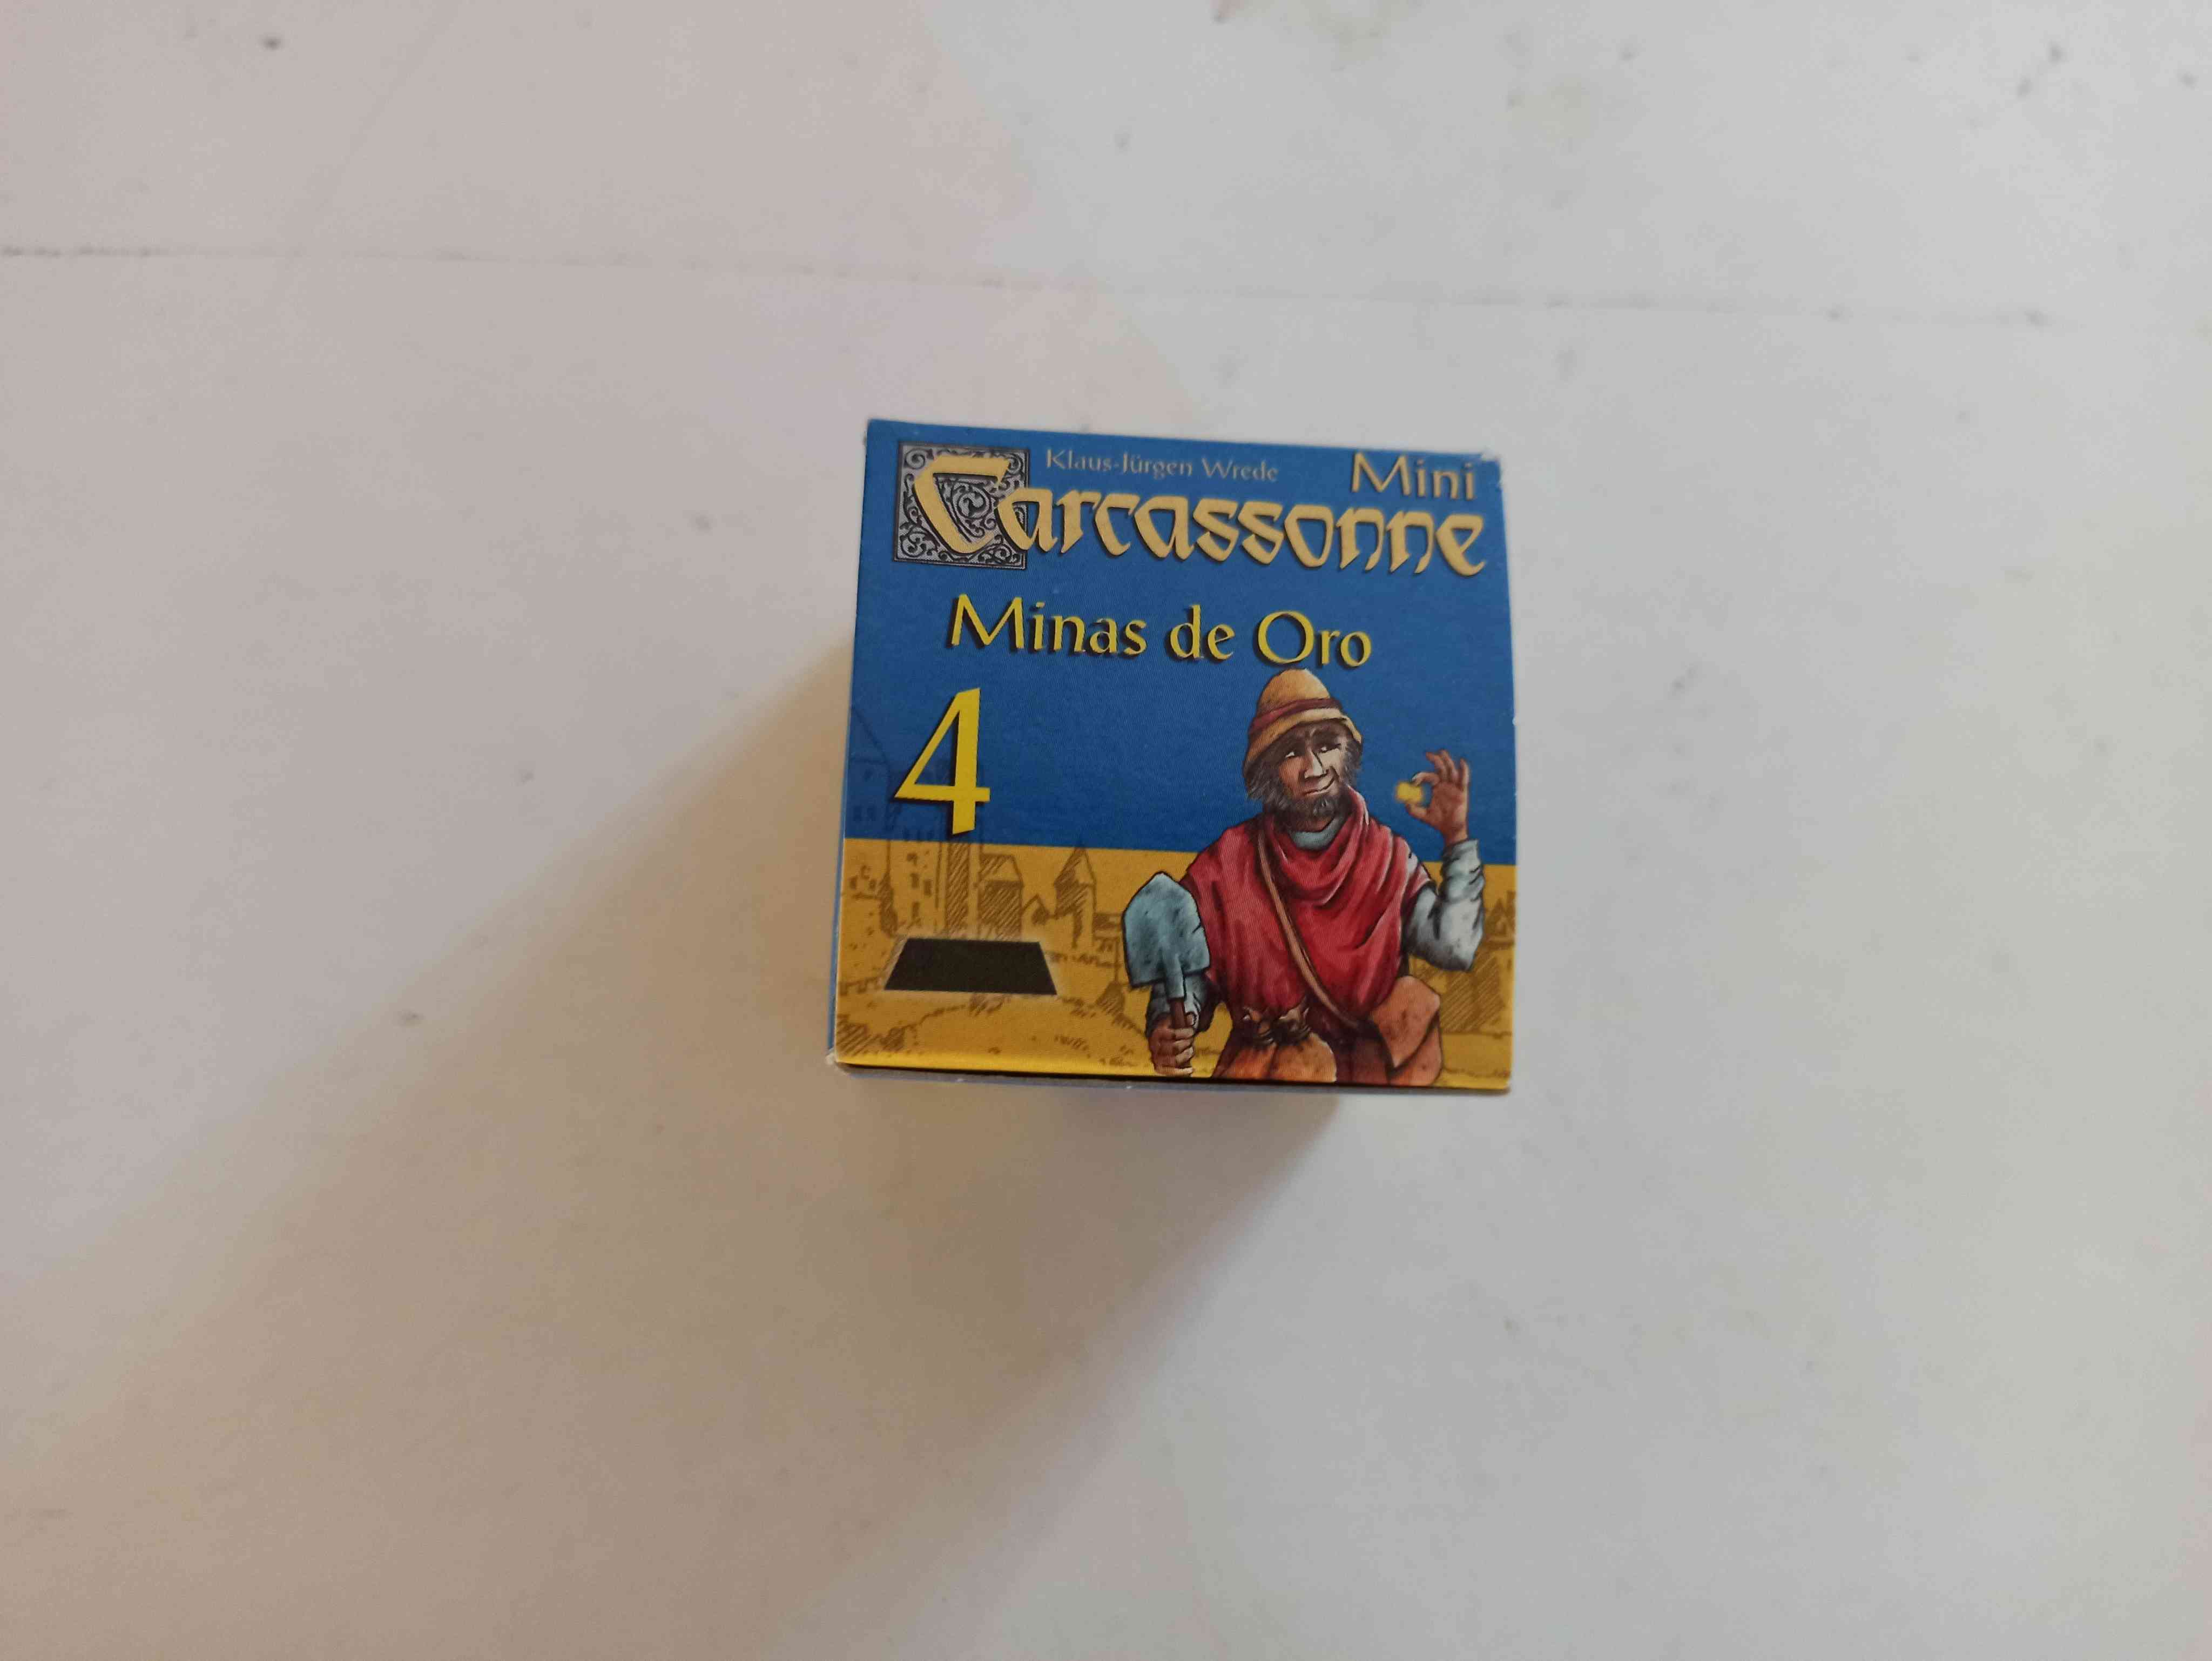 Klaus-Jürgen Wrede
Mini
Carcassonne
Minas de Oro
4